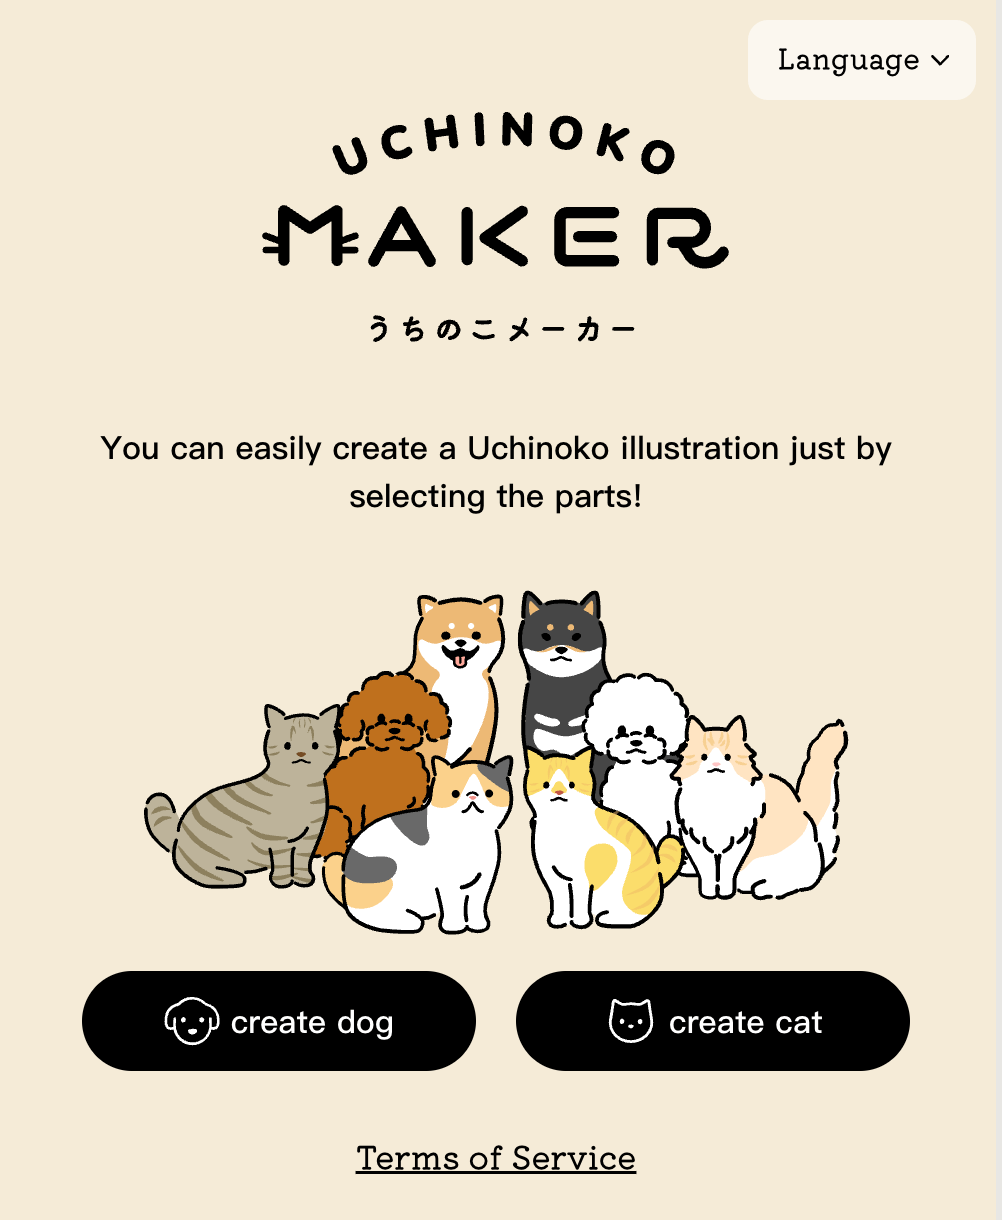 Language
UCHINOKO
MAKER
うちのこメーカー
You can easily create a Uchinoko illustration just by
selecting the parts!
create dog
create cat
Terms of Service